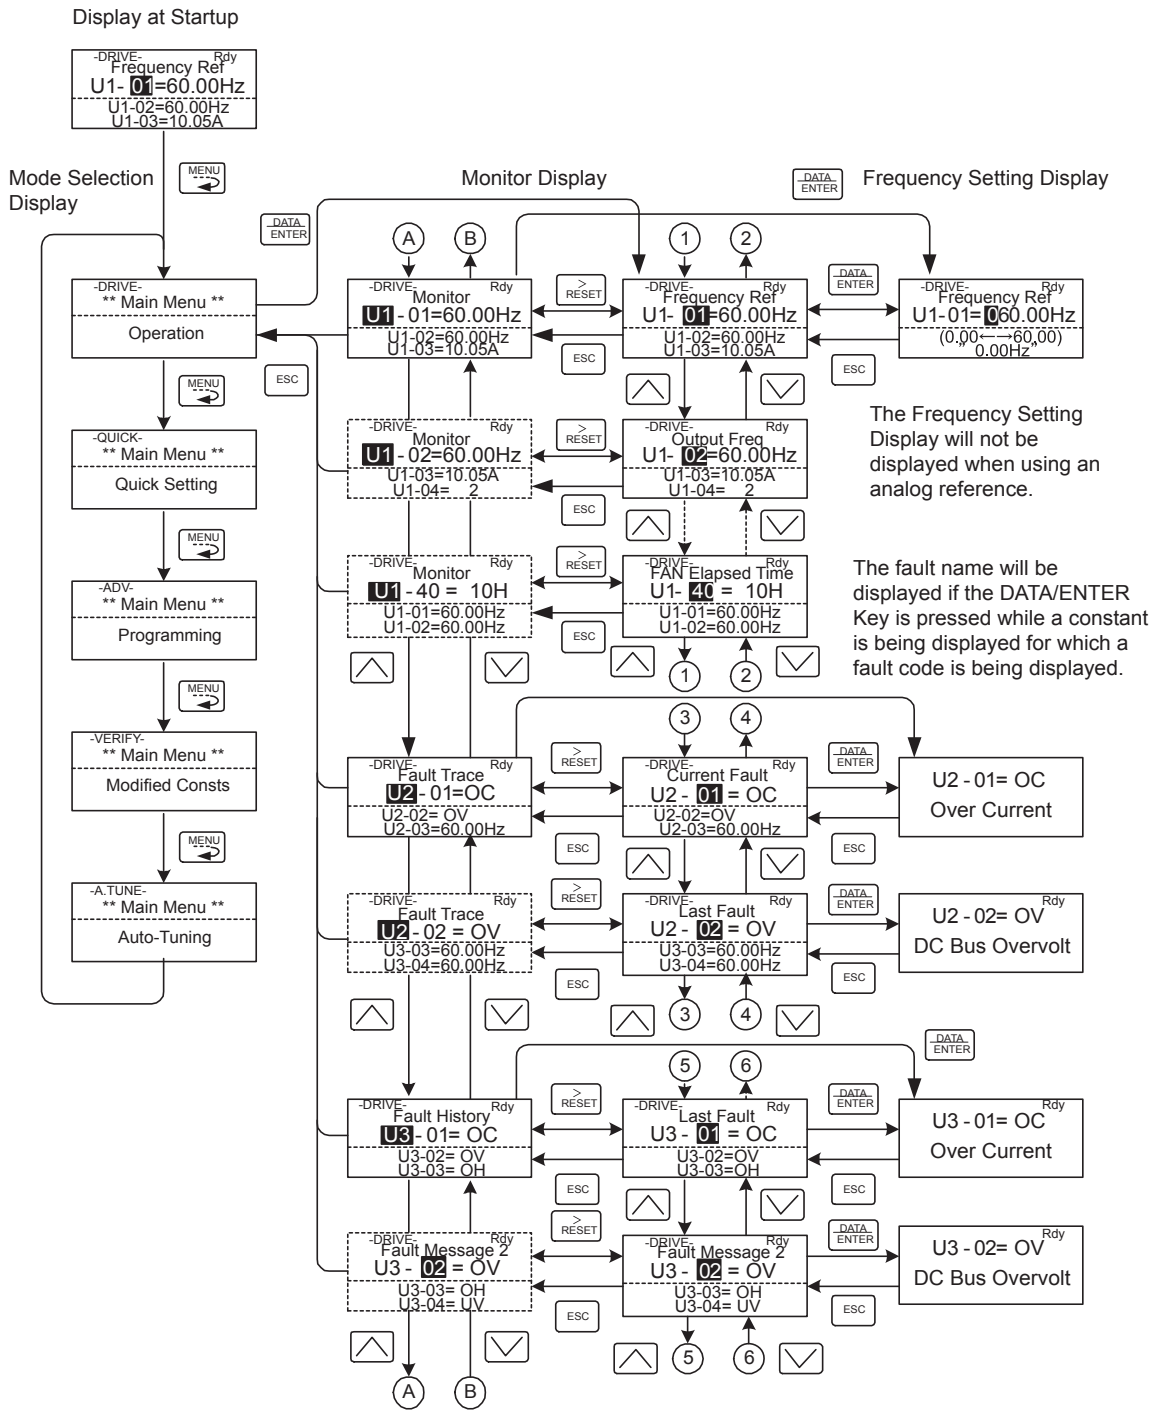 Display at Startup
-DRIVE- Rdy
Frequency Ref
U1- 01=60.00Hz
U1-02=60.00Hz
U1-03=10.05A
MENU
Mode Selection
Display
Monitor Display
DATA
ENTER
Frequency Setting Display
DATA
ENTER
A
B
1
2
-DRIVE-
** Main Menu **
Operation
-DRIVE- Rdy
Monitor
U1 - 01=60.00Hz
U1-02=60.00Hz
U1-03=10.05A
>
RESET
ESC
-DRIVE- Rdy
Frequency Ref
U1- 01=60.00Hz
U1-02=60.00Hz
U1-03=10.05A
DATA
ENTER
ESC
-DRIVE- Rdy
Frequency Ref
U1-01= 060.00Hz
(0.00←→60.00)
" 0.00Hz"
ESC
MENU
-QUICK-
** Main Menu **
Quick Setting
-DRIVE- Rdy
Monitor
U1 - 02=60.00Hz
U1-03=10.05A
U1-04= 2
>
RESET
ESC
-DRIVE- Rdy
Output Freq
U1- 02=60.00Hz
U1-03=10.05A
U1-04= 2
The Frequency Setting
Display will not be
displayed when using an
analog reference.
MENU
-ADV-
** Main Menu **
Programming
-DRIVE- Rdy
Monitor
U1 - 40 = 10H
U1-01=60.00Hz
U1-02=60.00Hz
>
RESET
ESC
-DRIVE- Rdy
FAN Elapsed Time
U1- 40 = 10H
U1-01=60.00Hz
U1-02=60.00Hz
1
2
The fault name will be
displayed if the DATA/ENTER
Key is pressed while a constant
is being displayed for which a
fault code is being displayed.
MENU
-VERIFY-
** Main Menu **
Modified Consts
3
4
-DRIVE- Rdy
Fault Trace
U2 - 01=OC
U2-02= OV
U2-03=60.00Hz
>
RESET
ESC
-DRIVE- Rdy
Current Fault
U2 - 01 = OC
U2-02=OV
U2-03=60.00Hz
DATA
ENTER
ESC
U2 - 01= OC
Over Current
MENU
-A.TUNE-
** Main Menu **
Auto-Tuning
-DRIVE- Rdy
Fault Trace
U2 - 02 = OV
U3-03=60.00Hz
U3-04=60.00Hz
>
RESET
ESC
-DRIVE- Rdy
Last Fault
U2 - 02 = OV
U3-03=60.00Hz
U3-04=60.00Hz
3
4
DATA
ENTER
ESC
Rdy
U2 - 02= OV
DC Bus Overvolt
DATA
ENTER
5
6
-DRIVE- Rdy
Fault History
U3 - 01= OC
U3-02= OV
U3-03= OH
>
RESET
ESC
-DRIVE- Rdy
Last Fault
U3 - 01 = OC
U3-02=OV
U3-03=OH
DATA
ENTER
ESC
Rdy
U3 - 01= OC
Over Current
-DRIVE- Rdy
Fault Message 2
U3 - 02 = OV
U3-03= OH
U3-04= UV
>
RESET
ESC
-DRIVE- Rdy
Fault Message 2
U3 - 02 = OV
U3-03= OH
U3-04= UV
DATA
ENTER
ESC
Rdy
U3 - 02= OV
DC Bus Overvolt
A
B
5
6